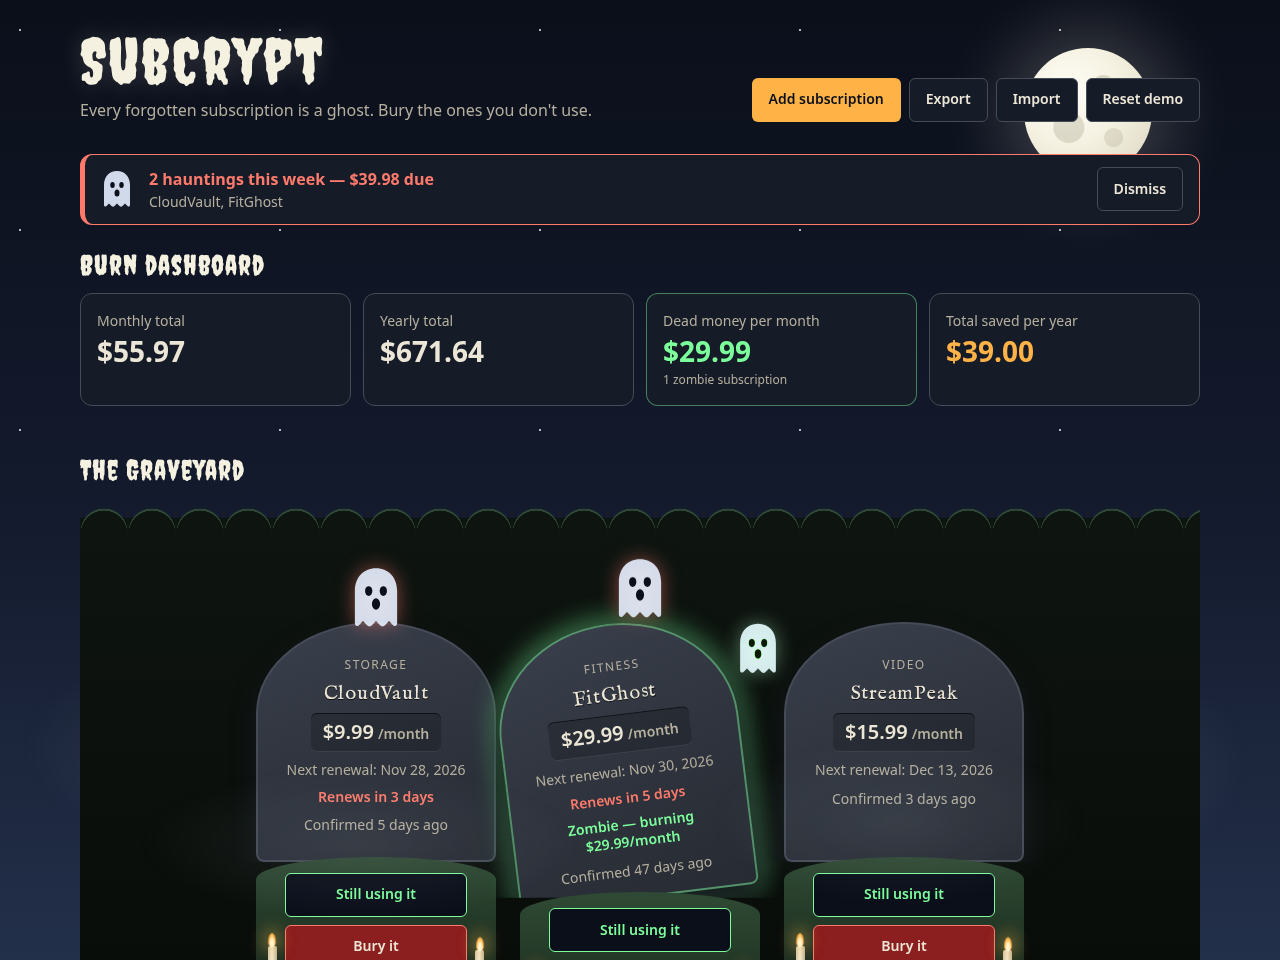 SUBCRYPT
Every forgotten subscription is a ghost. Bury the ones you don't use.
Add subscription
Export
Import
Reset demo
2 hauntings this week — $39.98 due
CloudVault, FitGhost
Dismiss
BURN DASHBOARD
Monthly total
$55.97
Yearly total
$671.64
Dead money per month
$29.99
1 zombie subscription
Total saved per year
$39.00
THE GRAVEYARD
STORAGE
CloudVault
$9.99 /month
Next renewal: Nov 28, 2026
Renews in 3 days
Confirmed 5 days ago
Still using it
Bury it
FITNESS
FitGhost
$29.99 /month
Next renewal: Nov 30, 2026
Renews in 5 days
Zombie — burning
$29.99/month
Confirmed 47 days ago
Still using it
VIDEO
StreamPeak
$15.99 /month
Next renewal: Dec 13, 2026
Confirmed 3 days ago
Still using it
Bury it